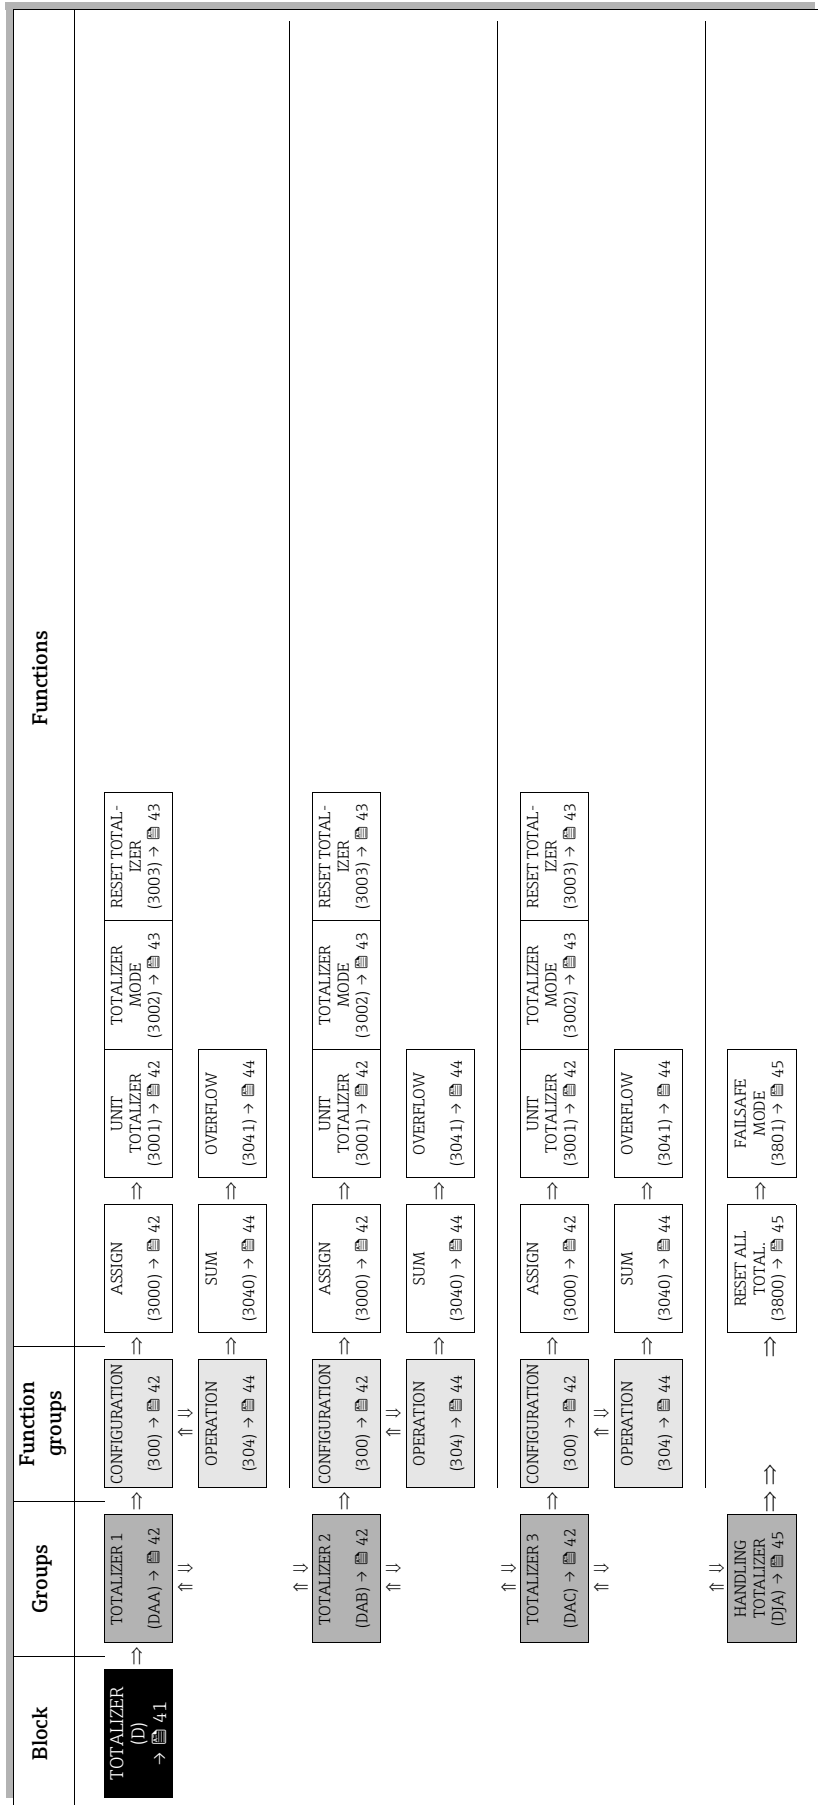 Block
Groups
Function
groups
Functions
TOTALIZER
(D)
→ 🗎 41
TOTALIZER 1
(DAA) → 🗎 42
CONFIGURATION
(300) → 🗎 42
ASSIGN
(3000) → 🗎 42
UNIT
TOTALIZER
(3001) → 🗎 42
TOTALIZER
MODE
(3002) → 🗎 43
RESET TOTAL-
IZER
(3003) → 🗎 43
OPERATION
(304) → 🗎 44
SUM
(3040) → 🗎 44
OVERFLOW
(3041) → 🗎 44
TOTALIZER 2
(DAB) → 🗎 42
CONFIGURATION
(300) → 🗎 42
ASSIGN
(3000) → 🗎 42
UNIT
TOTALIZER
(3001) → 🗎 42
TOTALIZER
MODE
(3002) → 🗎 43
RESET TOTAL-
IZER
(3003) → 🗎 43
OPERATION
(304) → 🗎 44
SUM
(3040) → 🗎 44
OVERFLOW
(3041) → 🗎 44
TOTALIZER 3
(DAC) → 🗎 42
CONFIGURATION
(300) → 🗎 42
ASSIGN
(3000) → 🗎 42
UNIT
TOTALIZER
(3001) → 🗎 42
TOTALIZER
MODE
(3002) → 🗎 43
RESET TOTAL-
IZER
(3003) → 🗎 43
OPERATION
(304) → 🗎 44
SUM
(3040) → 🗎 44
OVERFLOW
(3041) → 🗎 44
HANDLING
TOTALIZER
(DJA) → 🗎 45
RESET ALL
TOTAL.
(3800) → 🗎 45
FAILSAFE
MODE
(3801) → 🗎 45